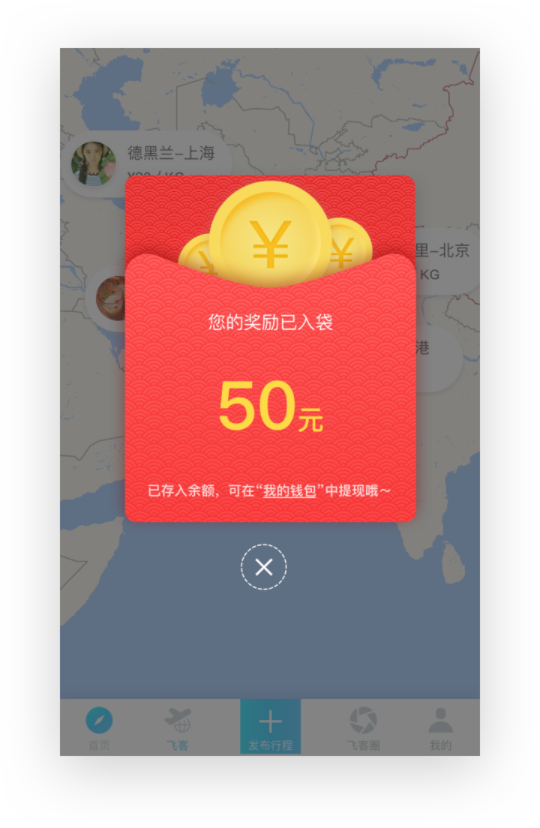 德黑兰-上海
¥
¥
¥
里-北京
KG
港
您的奖励已入袋
50元
已存入余额，可在“我的钱包”中提现哦～
首页
飞客
发布行程
飞客圈
我的